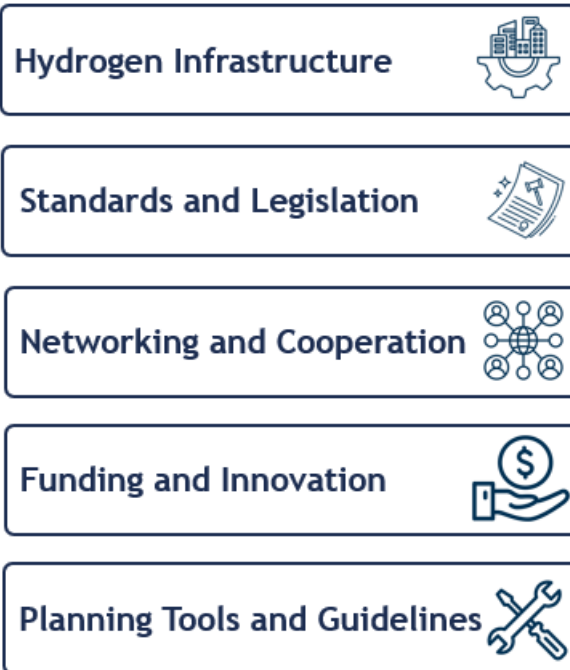 Hydrogen Infrastructure
Standards and Legislation
Networking and Cooperation
Funding and Innovation
$
Planning Tools and Guidelines